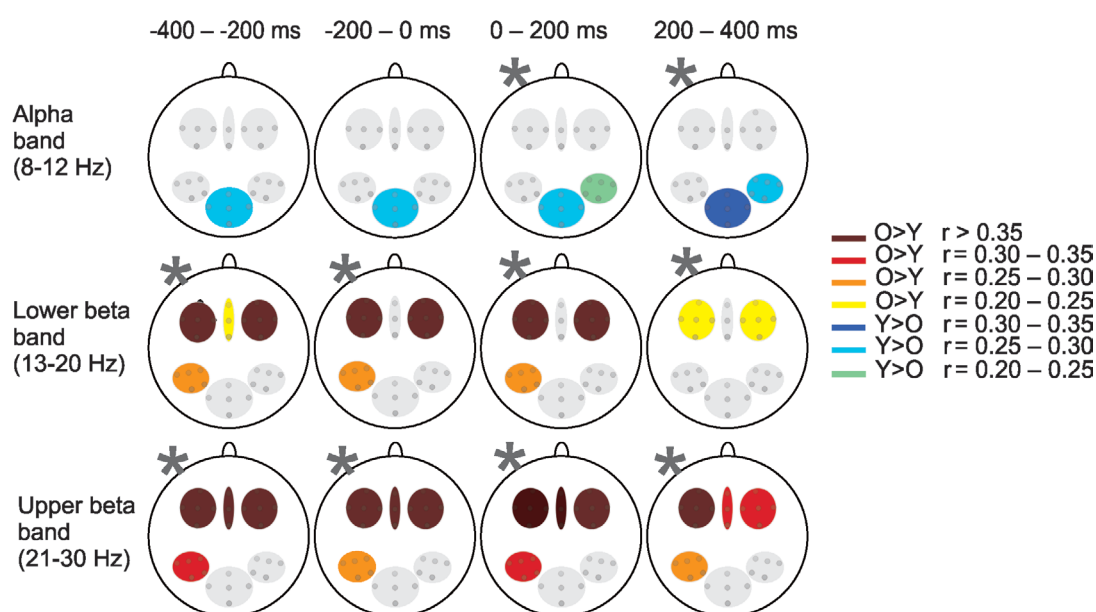 -400 – -200 ms -200 – 0 ms 0 – 200 ms 200 – 400 ms
* *
Alpha
band
(8-12 Hz)
O>Y r > 0.35
O>Y r = 0.30 – 0.35
O>Y r = 0.25 – 0.30
O>Y r = 0.20 – 0.25
Y>O r = 0.30 – 0.35
Y>O r = 0.25 – 0.30
Y>O r = 0.20 – 0.25
* * * *
Lower beta
band
(13-20 Hz)
* * * *
Upper beta
band
(21-30 Hz)